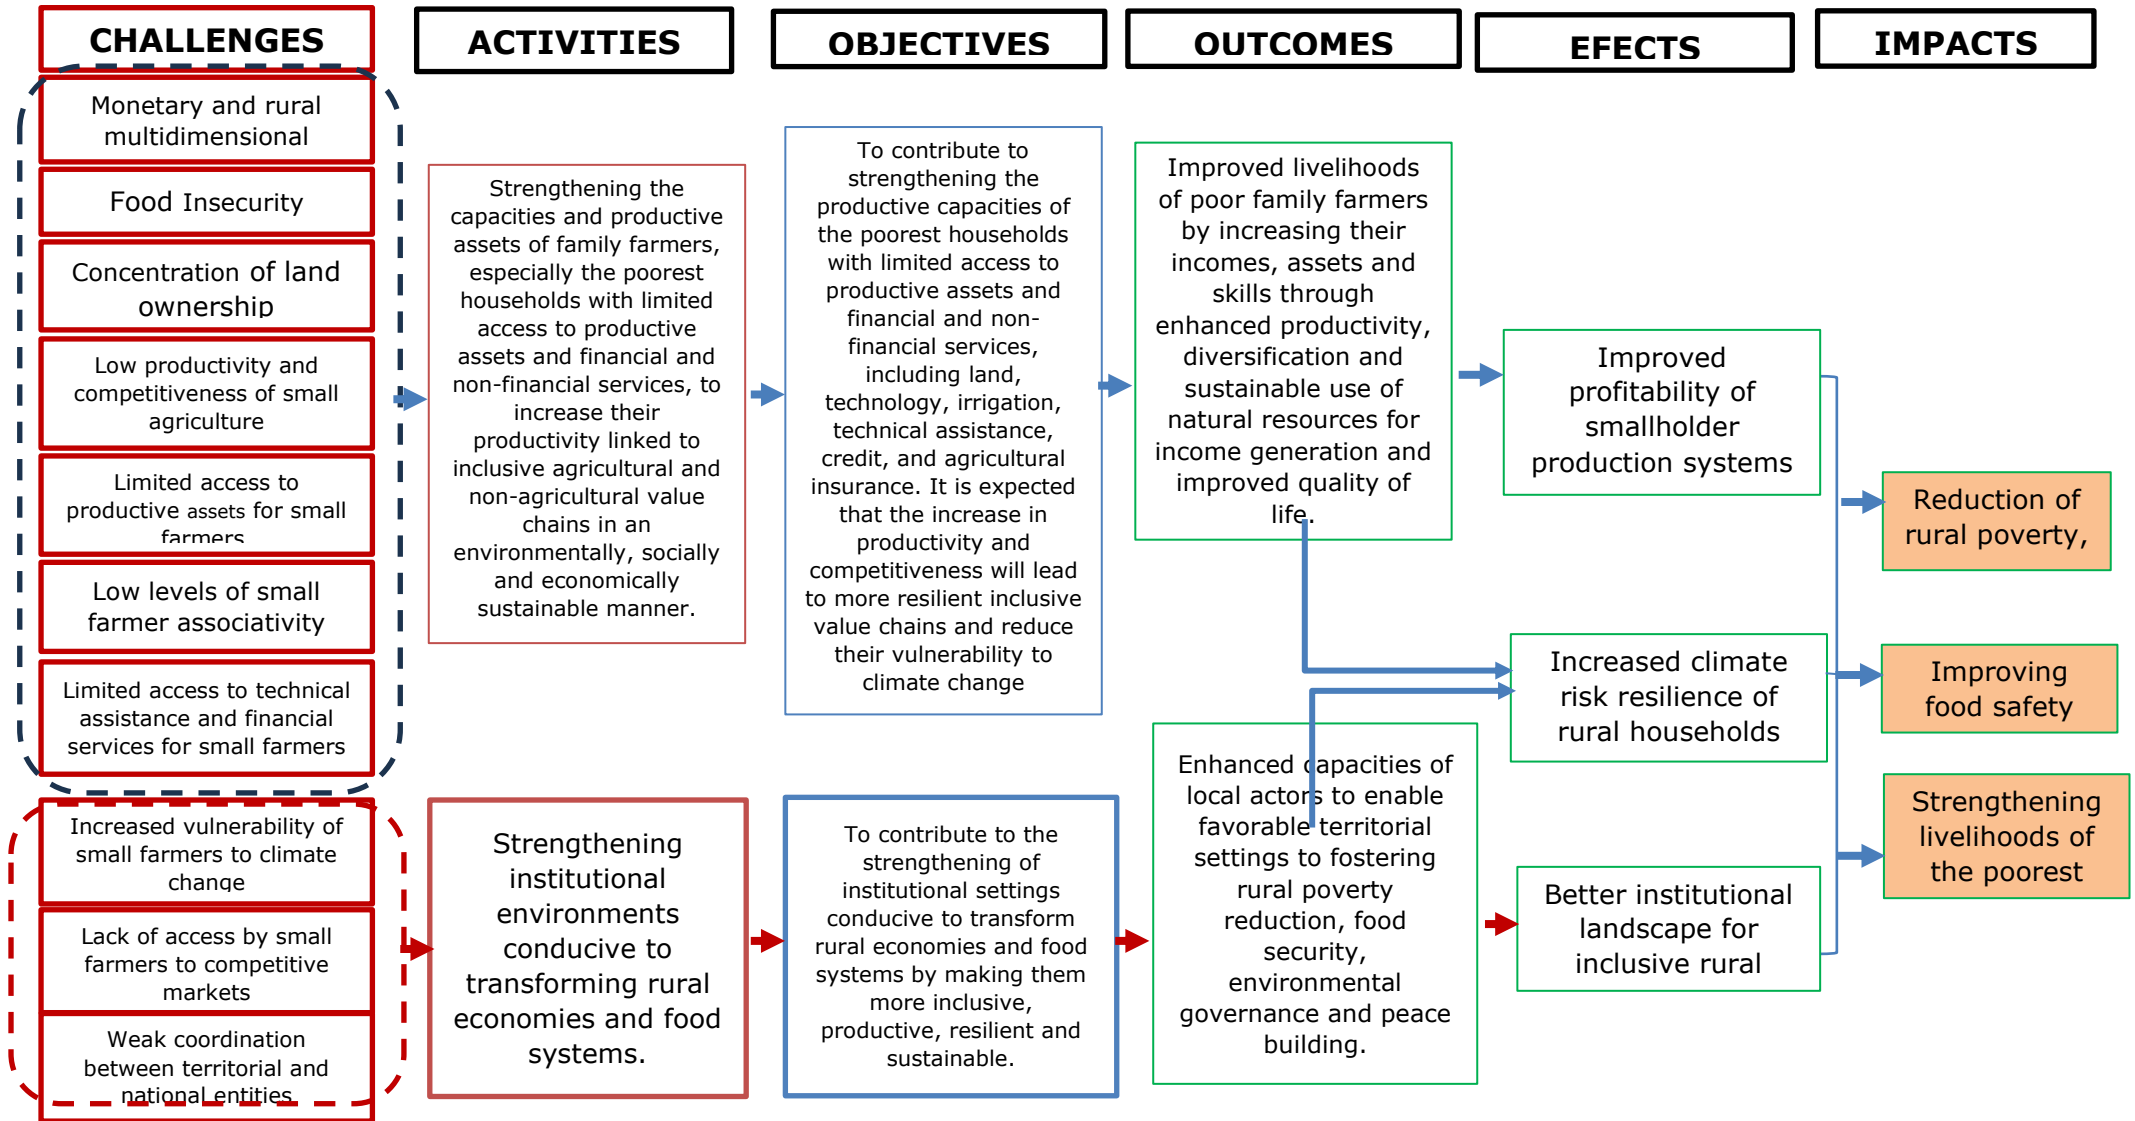 CHALLENGES
ACTIVITIES
OBJECTIVES
OUTCOMES
EFECTS
IMPACTS
Monetary and rural
multidimensional
Food Insecurity
Concentration of land
ownership
Low productivity and
competitiveness of small
agriculture
Limited access to
productive assets for small
farmers
Low levels of small
farmer associativity
Limited access to technical
assistance and financial
services for small farmers
Increased vulnerability of
small farmers to climate
change
Lack of access by small
farmers to competitive
markets
Weak coordination
between territorial and
national entities
Strengthening the
capacities and productive
assets of family farmers,
especially the poorest
households with limited
access to productive
assets and financial and
non-financial services, to
increase their
productivity linked to
inclusive agricultural and
non-agricultural value
chains in an
environmentally, socially
and economically
sustainable manner.
Strengthening
institutional
environments
conducive to
transforming rural
economies and food
systems.
To contribute to
strengthening the
productive capacities of
the poorest households
with limited access to
productive assets and
financial and non-
financial services,
including land,
technology, irrigation,
technical assistance,
credit, and agricultural
insurance. It is expected
that the increase in
productivity and
competitiveness will lead
to more resilient inclusive
value chains and reduce
their vulnerability to
climate change
To contribute to the
strengthening of
institutional settings
conducive to transform
rural economies and food
systems by making them
more inclusive,
productive, resilient and
sustainable.
Improved livelihoods
of poor family farmers
by increasing their
incomes, assets and
skills through
enhanced productivity,
diversification and
sustainable use of
natural resources for
income generation and
improved quality of
life.
Enhanced capacities of
local actors to enable
favorable territorial
settings to fostering
rural poverty
reduction, food
security,
environmental
governance and peace
building.
Improved
profitability of
smallholder
production systems
Increased climate
risk resilience of
rural households
Better institutional
landscape for
inclusive rural
Reduction of
rural poverty,
Improving
food safety
Strengthening
livelihoods of
the poorest